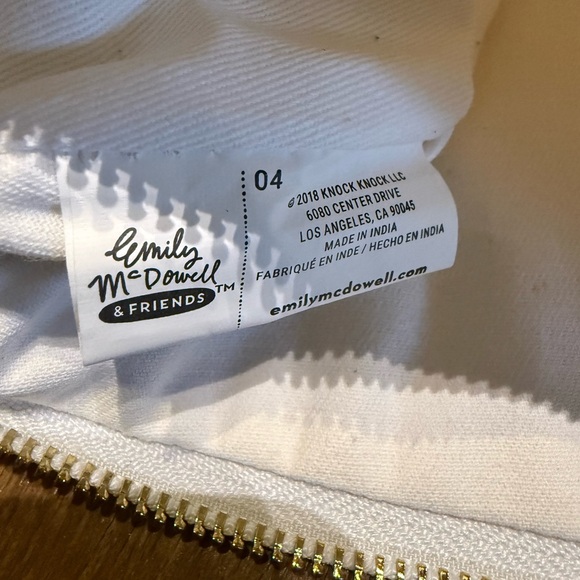 Emily
McDowell
& FRIENDS™
04
© 2018 KNOCK KNOCK LLC
6080 CENTER DRIVE
LOS ANGELES, CA 90045
MADE IN INDIA
FABRIQUÉ EN INDE / HECHO EN INDIA
emilymcdowell.com